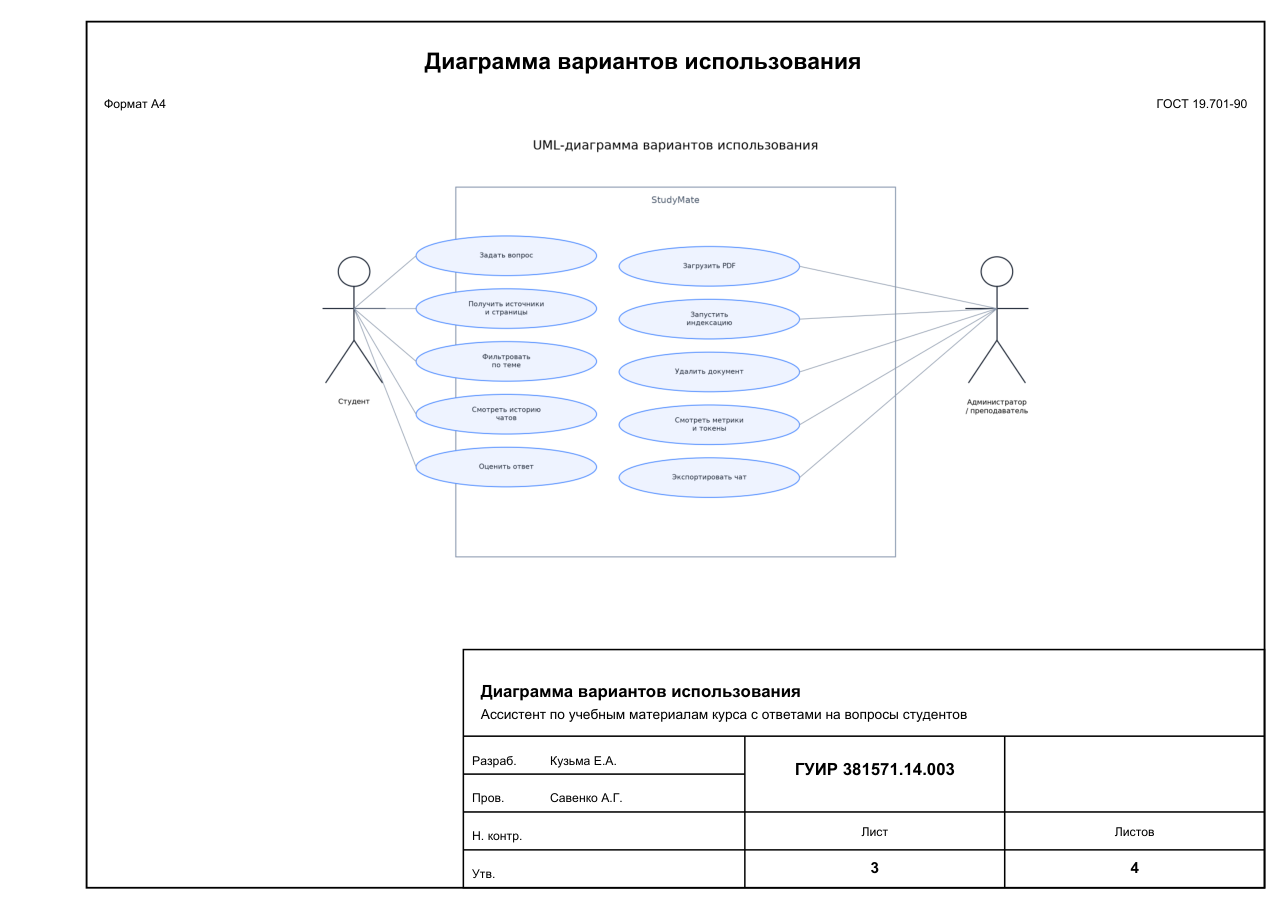 Диаграмма вариантов использования
Формат А4
ГОСТ 19.701-90
UML-диаграмма вариантов использования
StudyMate
Задать вопрос
Получить источники
и страницы
Фильтровать
по теме
Смотреть историю
чатов
Оценить ответ
Загрузить PDF
Запустить
индексацию
Удалить документ
Смотреть метрики
и токены
Экспортировать чат
Студент
Администратор
/ преподаватель
Диаграмма вариантов использования
Ассистент по учебным материалам курса с ответами на вопросы студентов
Разраб. Кузьма Е.А.
ГУИР 381571.14.003
Пров. Савенко А.Г.
Н. контр.
Лист
Листов
Утв.
3
4